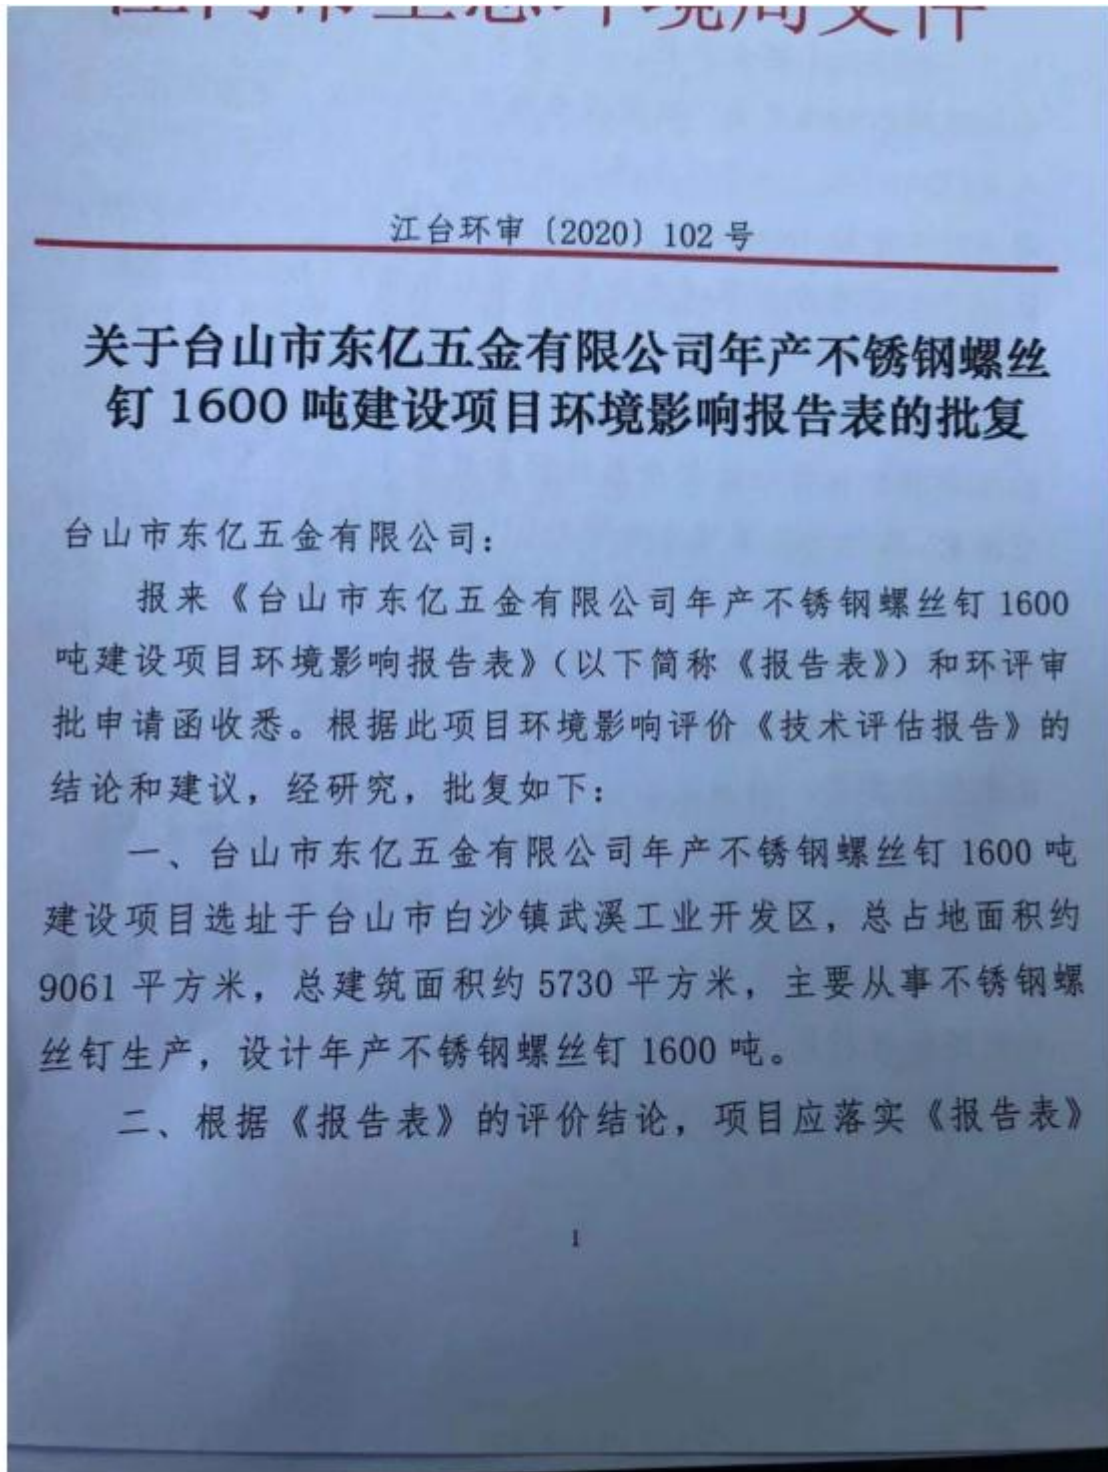 江门市生态环境局文件
江台环审〔2020〕102号
关于台山市东亿五金有限公司年产不锈钢螺丝
钉1600吨建设项目环境影响报告表的批复
台山市东亿五金有限公司：
报来《台山市东亿五金有限公司年产不锈钢螺丝钉1600
吨建设项目环境影响报告表》（以下简称《报告表》）和环评审
批申请函收悉。根据此项目环境影响评价《技术评估报告》的
结论和建议，经研究，批复如下：
一、台山市东亿五金有限公司年产不锈钢螺丝钉1600吨
建设项目选址于台山市白沙镇武溪工业开发区，总占地面积约
9061平方米，总建筑面积约5730平方米，主要从事不锈钢螺
丝钉生产，设计年产不锈钢螺丝钉1600吨。
二、根据《报告表》的评价结论，项目应落实《报告表》
1